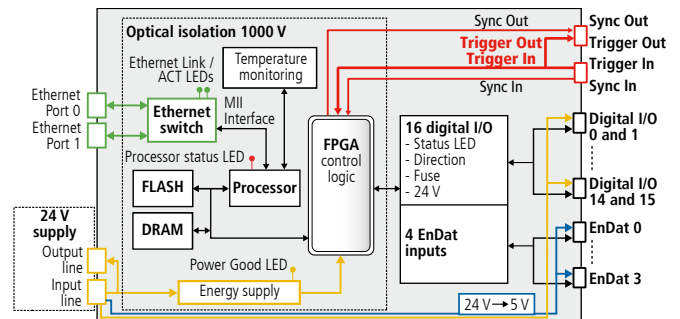 Optical isolation 1000 V
Sync Out
Sync Out
Trigger Out
Trigger Out
Trigger In
Trigger In
Sync In
Sync In
Ethernet Link /
ACT LEDs
Temperature
monitoring
Ethernet
Port 0
Ethernet
Port 1
Ethernet
switch
MII
Interface
Processor status LED
FLASH
Processor
DRAM
FPGA
control
logic
16 digital I/O
- Status LED
- Direction
- Fuse
- 24 V
4 EnDat
inputs
Digital I/O
0 and 1
Digital I/O
14 and 15
EnDat 0
EnDat 3
24 V
supply
Output
line
Input
line
Power Good LED
Energy supply
24 V→5 V